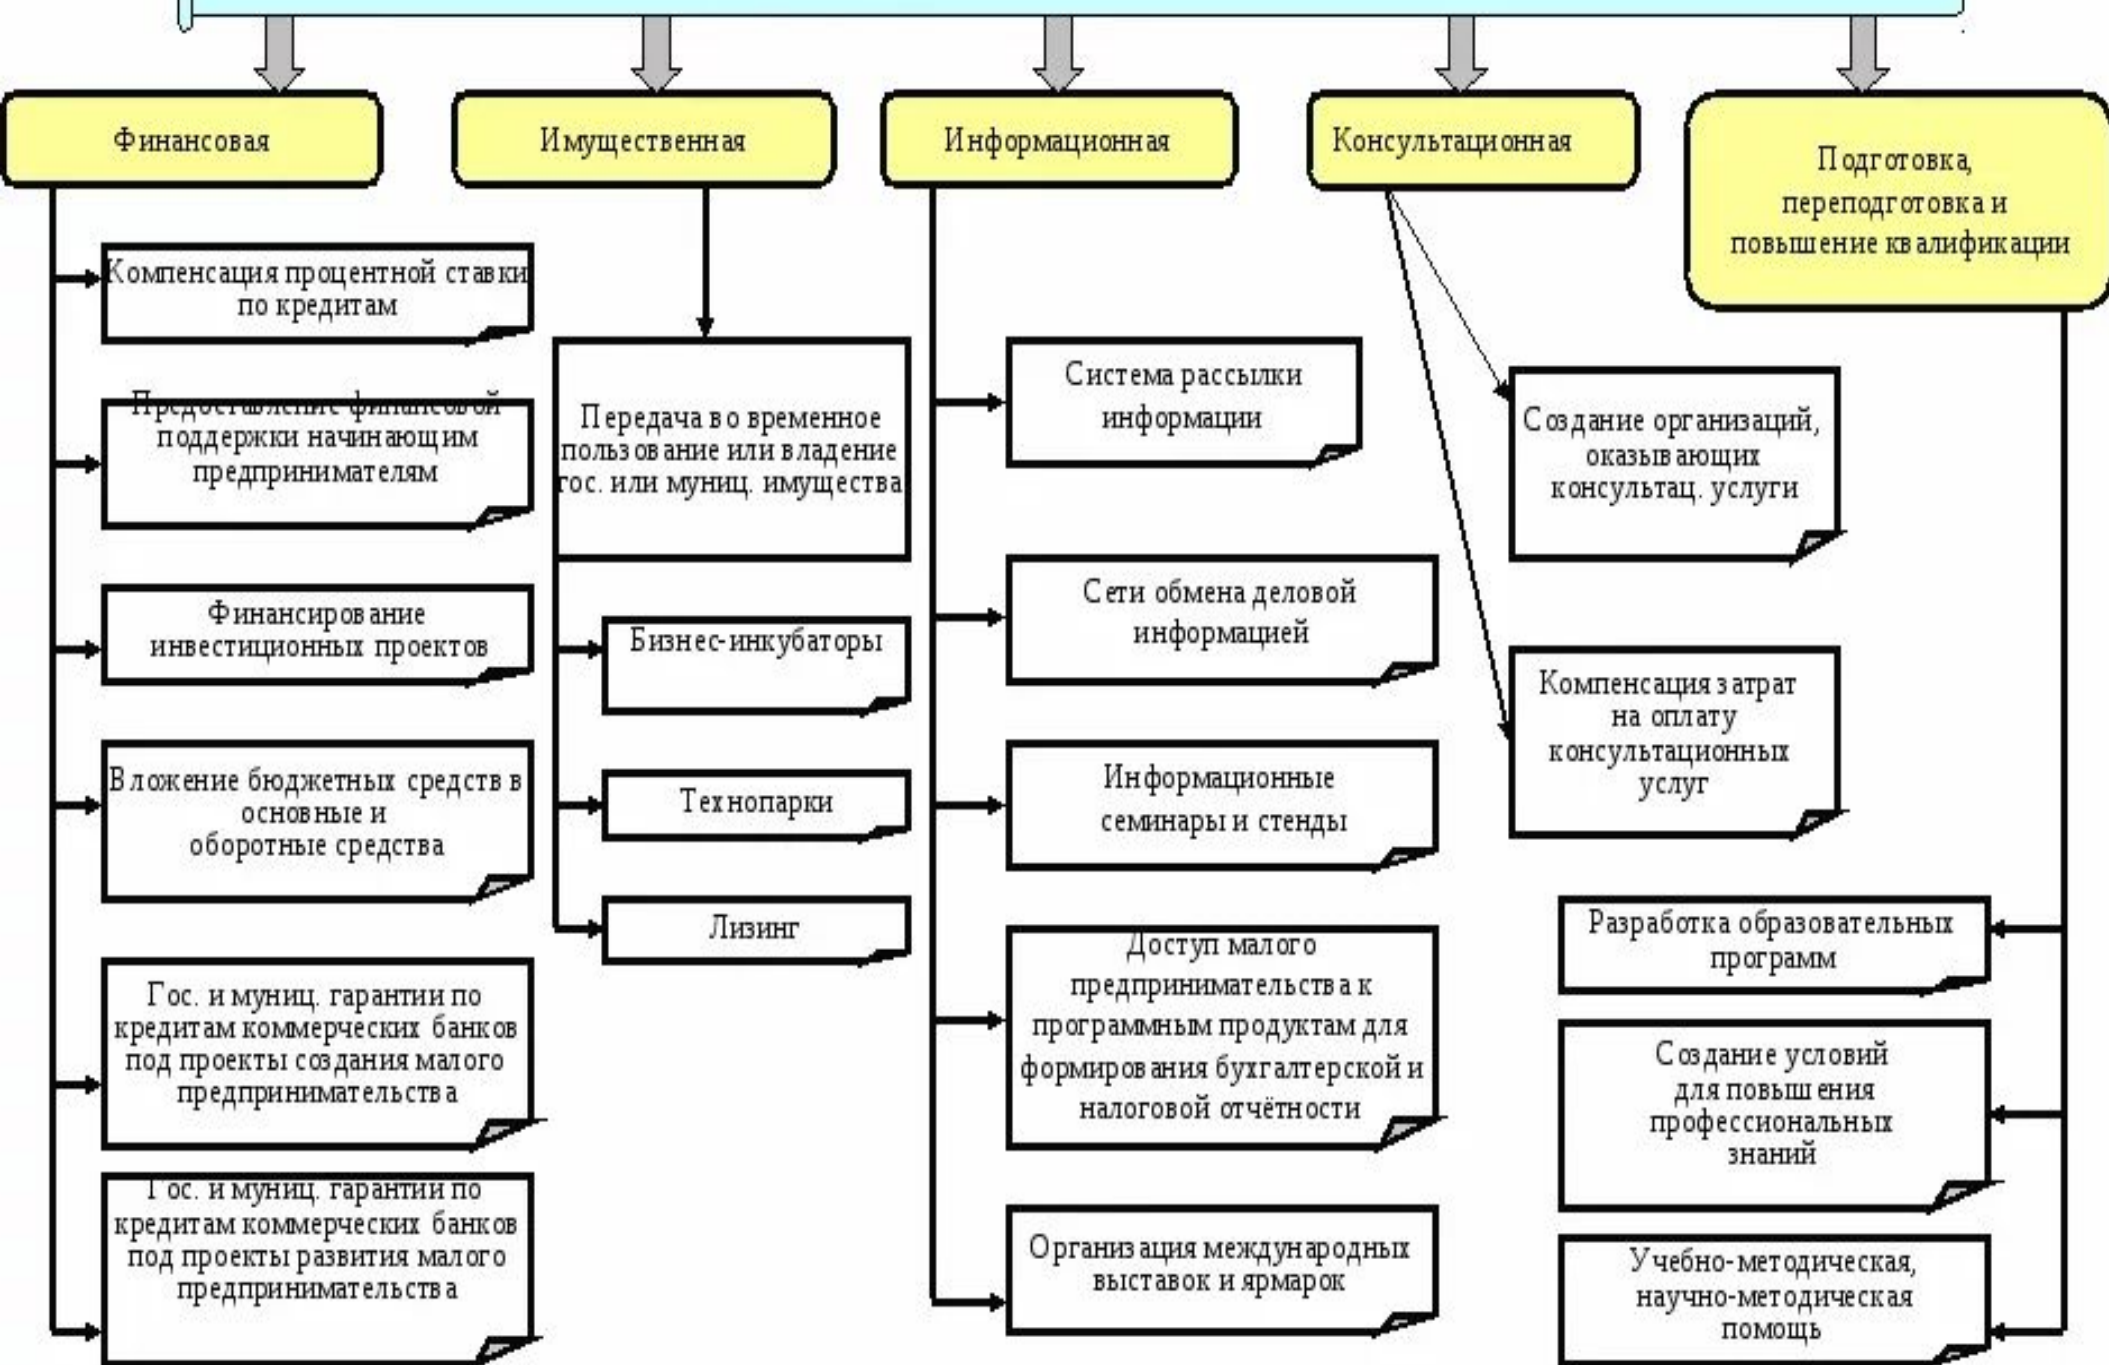 Финансовая
Имущественная
Информационная
Консультационная
Подготовка,
переподготовка и
повышение квалификации
Компенсация процентной ставки
по кредитам
Предоставление финансовой
поддержки начинающим
предпринимателям
Финансирование
инвестиционных проектов
Вложение бюджетных средств в
основные и
оборотные средства
Гос. и муниц. гарантии по
кредитам коммерческих банков
под проекты создания малого
предпринимательства
Гос. и муниц. гарантии по
кредитам коммерческих банков
под проекты развития малого
предпринимательства
Передача во временное
пользование или владение
гос. или муниц. имущества
Бизнес-инкубаторы
Технопарки
Лизинг
Система рассылки
информации
Сети обмена деловой
информацией
Информационные
семинары и стенды
Доступ малого
предпринимательства к
программным продуктам для
формирования бухгалтерской и
налоговой отчётности
Организация международных
выставок и ярмарок
Создание организаций,
оказывающих
консультац. услуги
Компенсация затрат
на оплату
консультационных
услуг
Разработка образовательных
программ
Создание условий
для повышения
профессиональных
знаний
Учебно-методическая,
научно-методическая
помощь